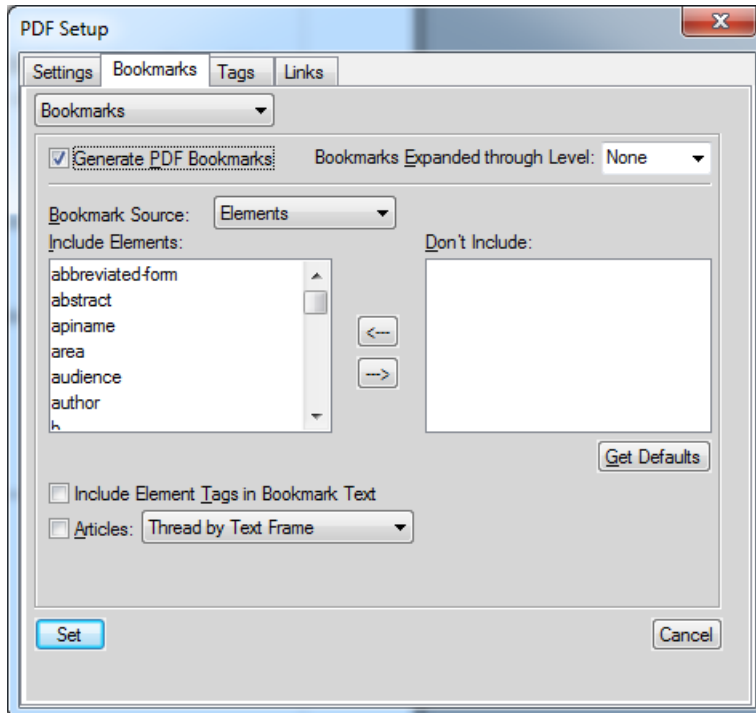 PDF Setup
X
Settings Bookmarks Tags Links
Bookmarks
Generate PDF Bookmarks Bookmarks Expanded through Level: None
Bookmark Source: Elements
Include Elements: Don't Include:
abbreviated-form
abstract
apiname
area
audience
author
b
<---
--->
Get Defaults
Include Element Tags in Bookmark Text
Articles: Thread by Text Frame
Set Cancel